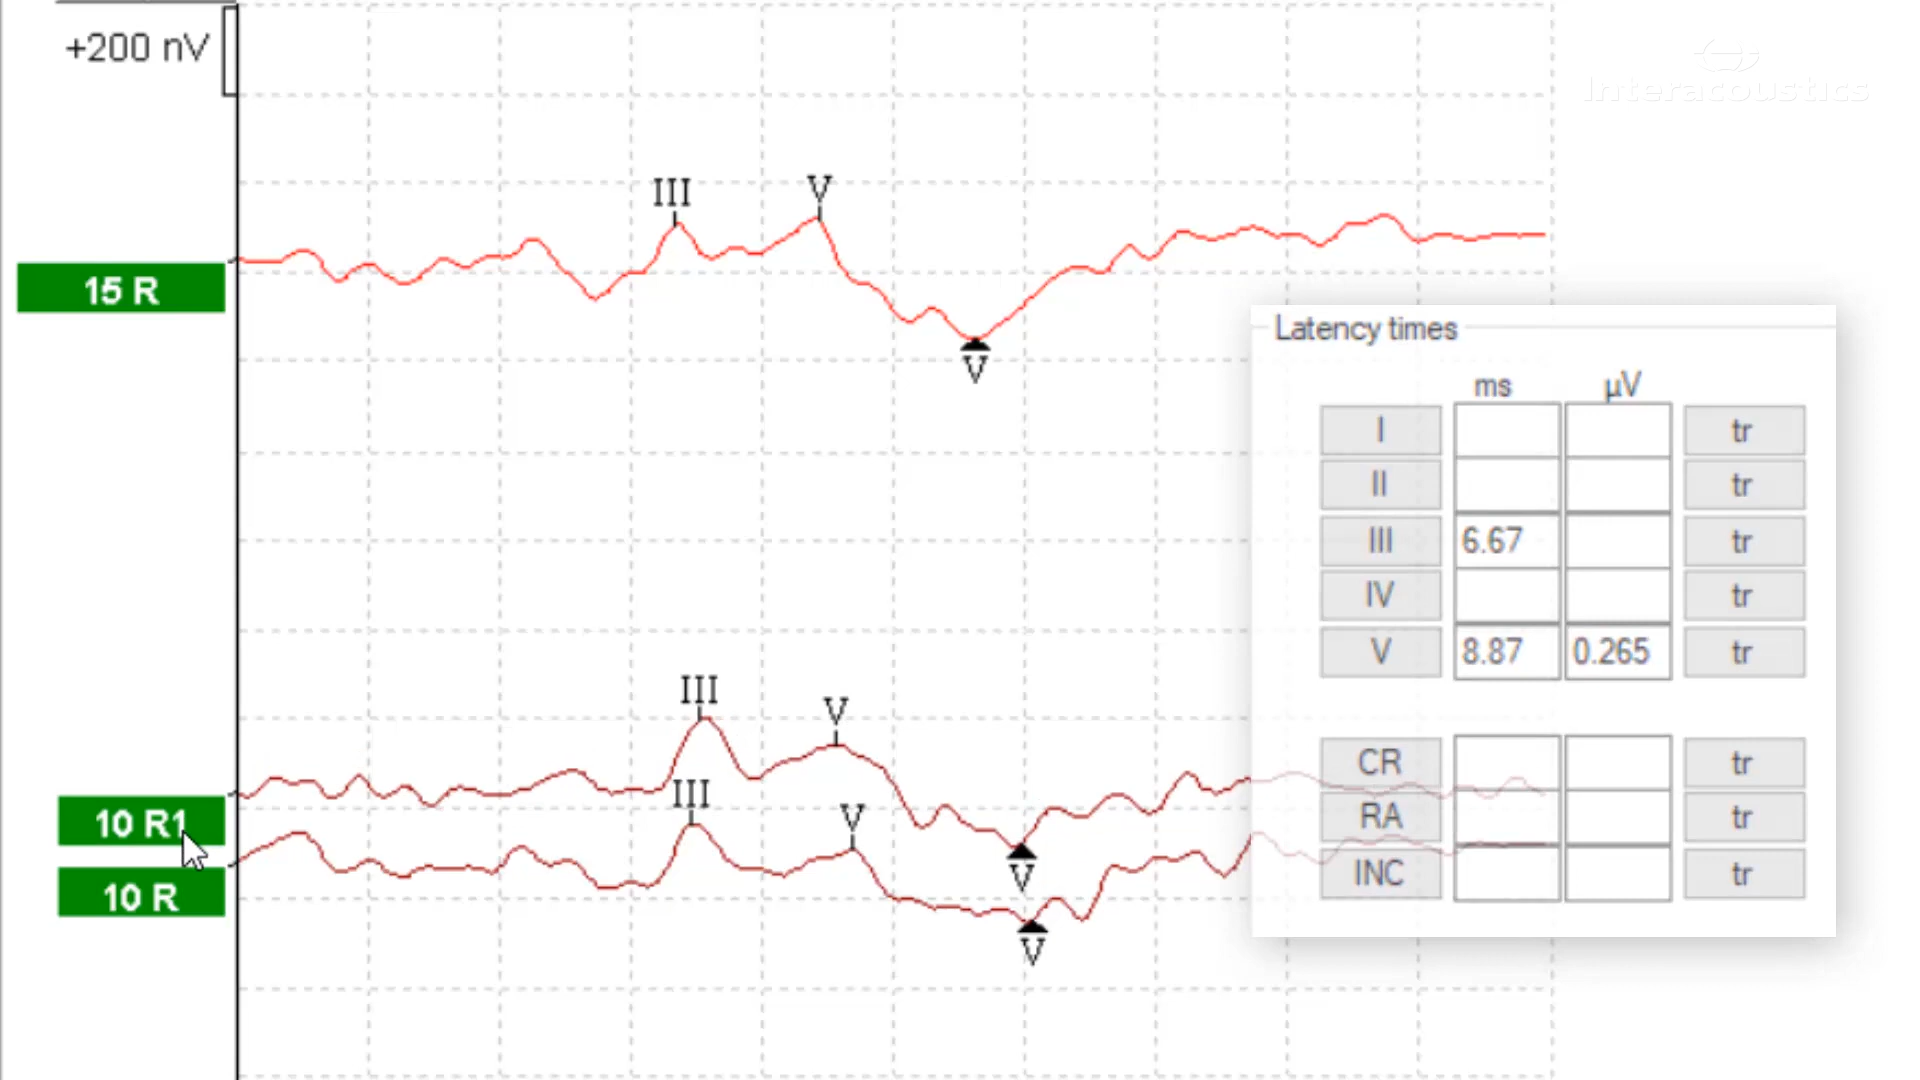 +200 nV
Interacoustics
III
V
15 R
V
Latency times
ms µV
I tr
II tr
III 6.67 tr
IV tr
V 8.87 0.265 tr
III
V
CR tr
III
V
10 R1
RA tr
V
INC tr
10 R
V